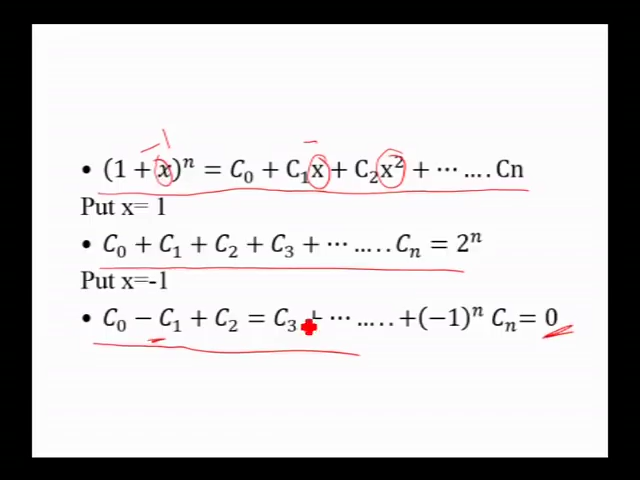 -1 -
• (1 + x)ⁿ = C₀ + C₁x + C₂x² + ⋯ … . Cn
Put x= 1
• C₀ + C₁ + C₂ + C₃ + ⋯ … . . Cₙ = 2ⁿ
Put x=-1
• C₀ − C₁ + C₂ = C₃ + ⋯ … . . +(−1)ⁿ Cₙ= 0